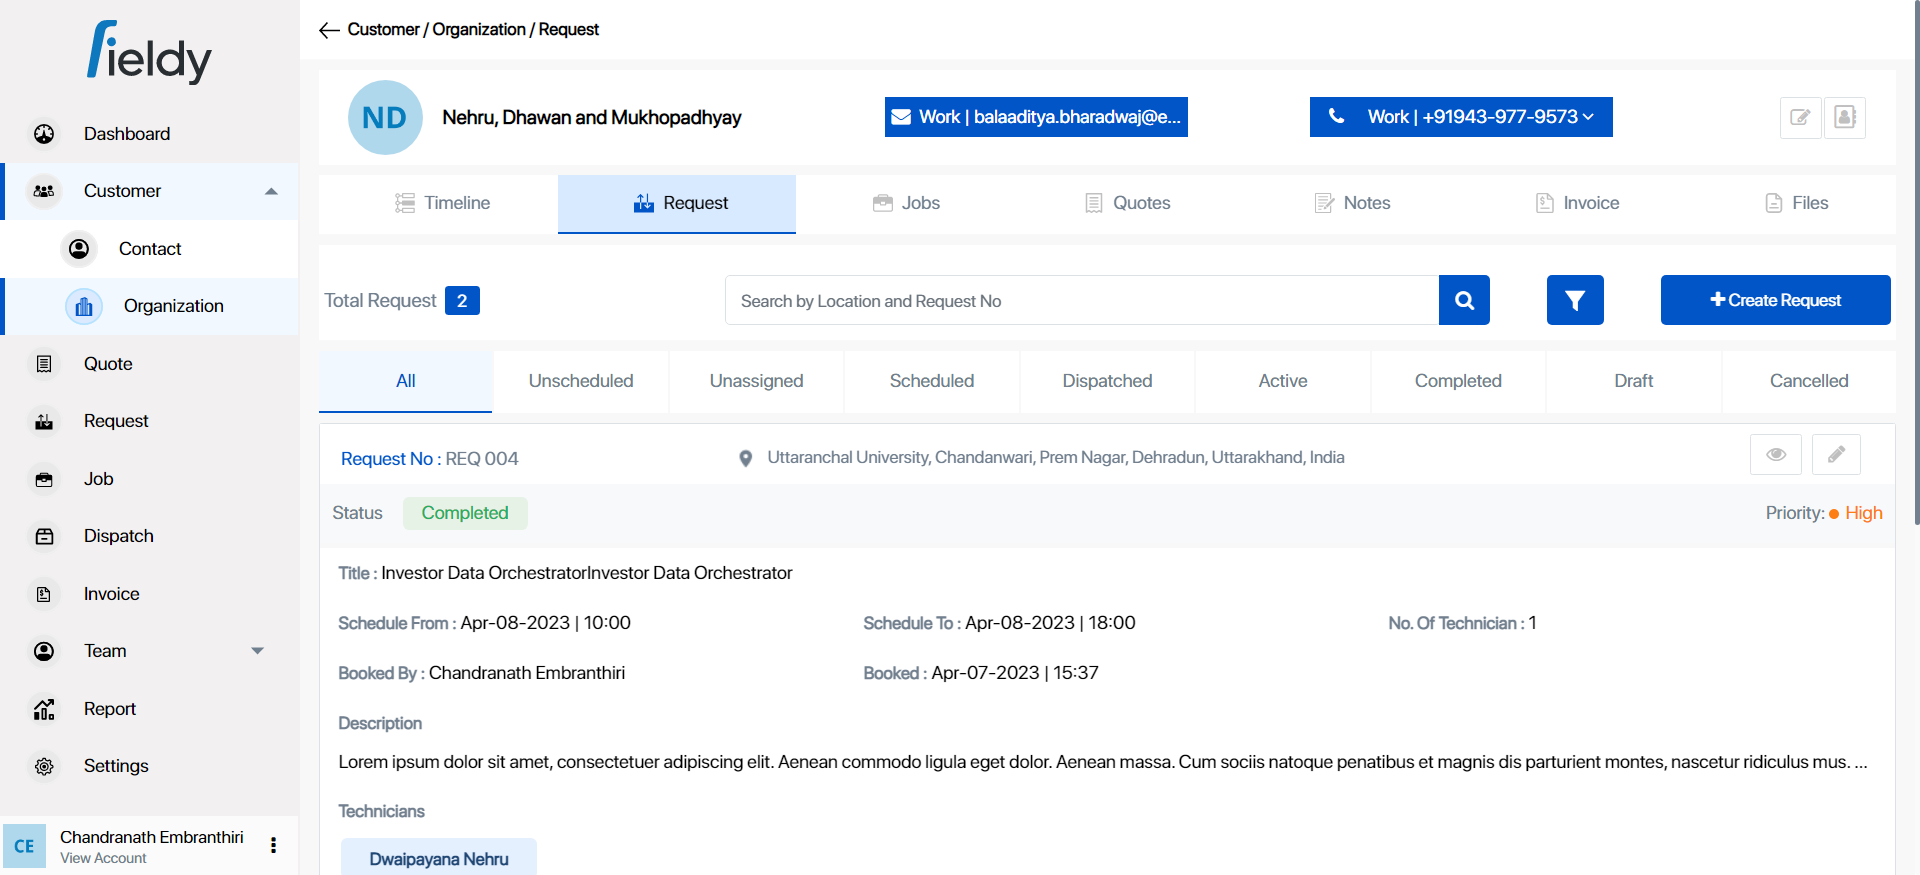 fieldy
Customer / Organization / Request
ND
Nehru, Dhawan and Mukhopadhyay
Work | balaaditya.bharadwaj@e...
Work | +91943-977-9573
Dashboard
Customer
Contact
Organization
Quote
Request
Job
Dispatch
Invoice
Team
Report
Settings
CE
Chandranath Embranthiri
View Account
Timeline
Request
Jobs
Quotes
Notes
Invoice
Files
Total Request 2
Search by Location and Request No
Create Request
All
Unscheduled
Unassigned
Scheduled
Dispatched
Active
Completed
Draft
Cancelled
Request No : REQ 004
Uttaranchal University, Chandanwari, Prem Nagar, Dehradun, Uttarakhand, India
Status Completed
Priority: High
Title : Investor Data OrchestratorInvestor Data Orchestrator
Schedule From : Apr-08-2023 | 10:00
Schedule To : Apr-08-2023 | 18:00
No. Of Technician : 1
Booked By : Chandranath Embranthiri
Booked : Apr-07-2023 | 15:37
Description
Lorem ipsum dolor sit amet, consectetuer adipiscing elit. Aenean commodo ligula eget dolor. Aenean massa. Cum sociis natoque penatibus et magnis dis parturient montes, nascetur ridiculus mus. ...
Technicians
Dwaipayana Nehru